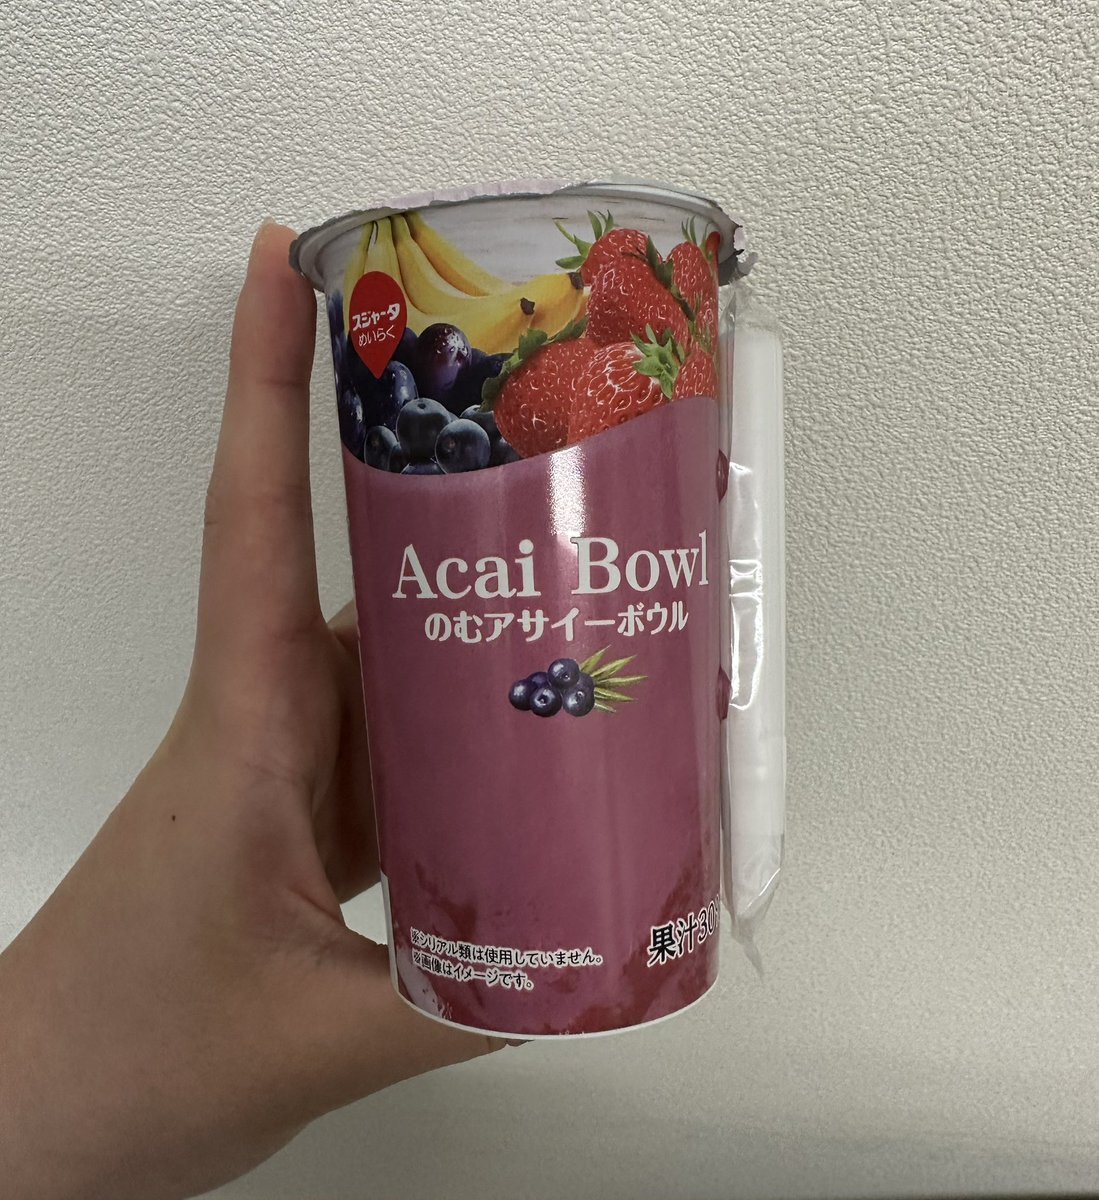 スジャータ
めいらく
Acai Bowl
のむアサイーボウル
※シリアル類は使用していません。
※画像はイメージです。
果汁30%